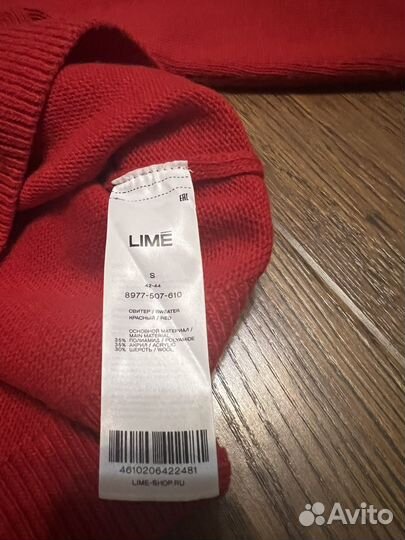 EAC
LIMÉ
S
42-44
8977-507-610
СВИТЕР / SWEATER
КРАСНЫЙ / RED
ОСНОВНОЙ МАТЕРИАЛ /
MAIN MATERIAL
35% ПОЛИАМИД / POLYAMIDE
35% АКРИЛ / ACRYLIC
30% ШЕРСТЬ / WOOL
4610206422481
LIME-SHOP.RU
Avito